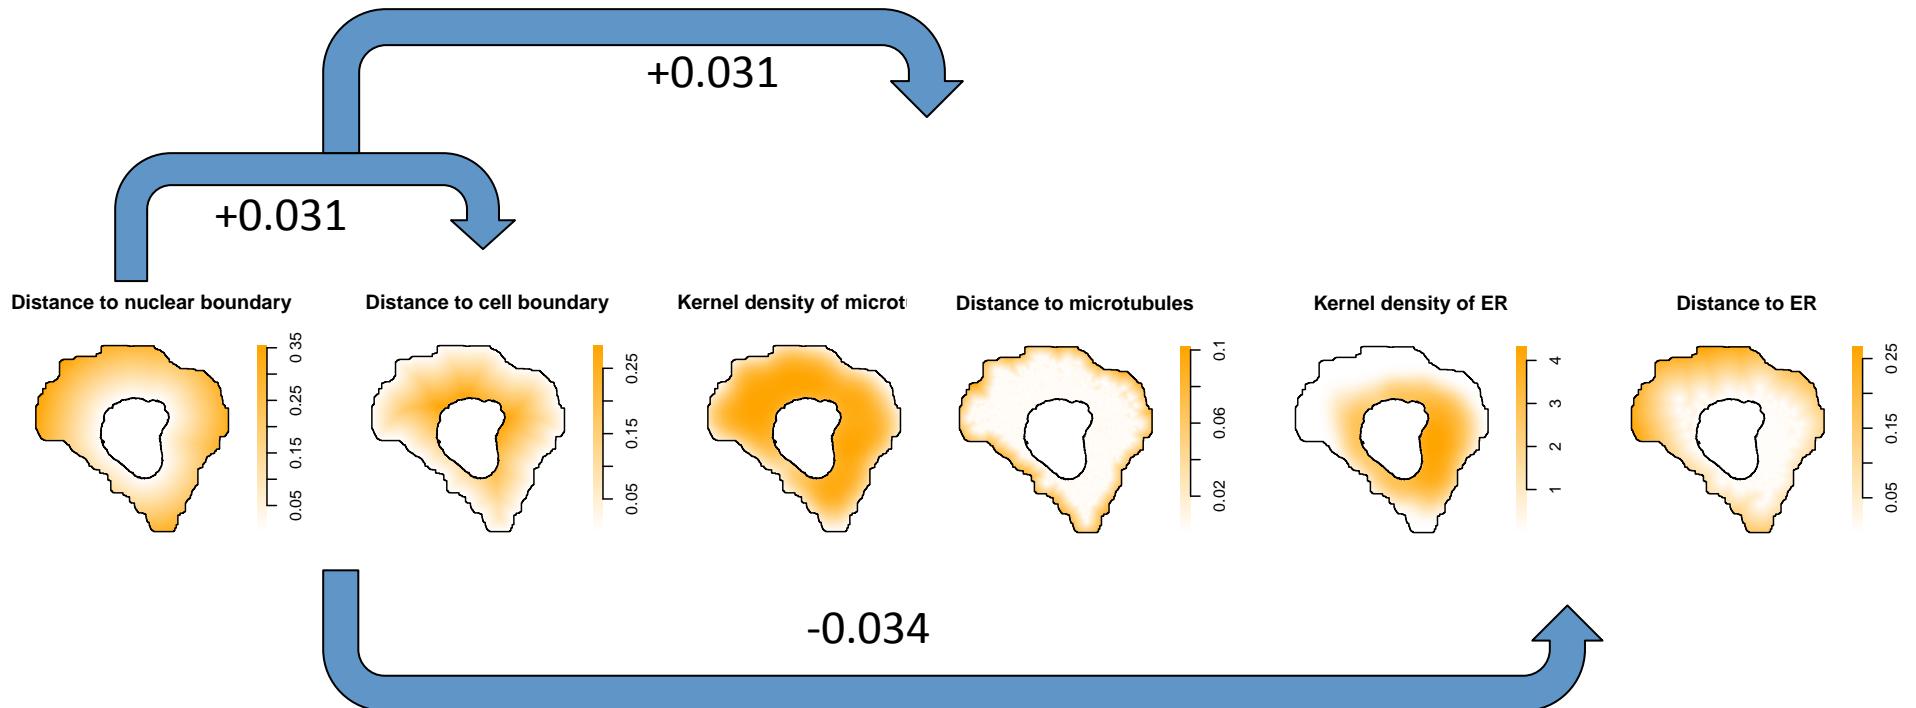 +0.031
+0.031
Distance to nuclear boundary
Distance to cell boundary
Kernel density of
Distance to microtubules
Kernel density of ER
Distance to ER
0.05 0.15 0.25 0.35
0.05 0.15 0.25
0.02 0.06 0.1
1 2 3 4
0.05 0.15 0.25
-0.034